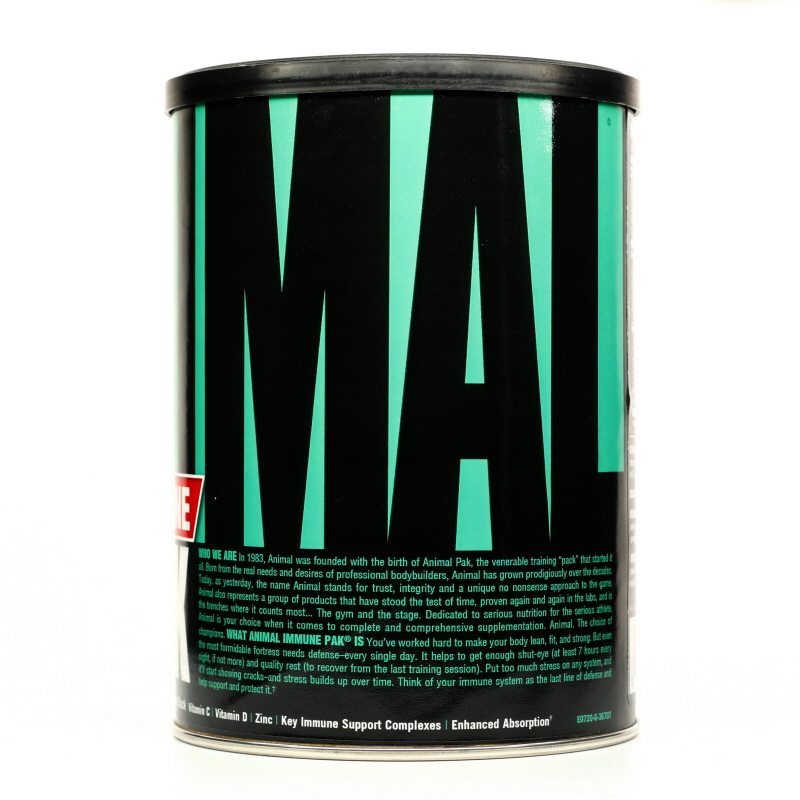 MAL
®
NE
K
WHO WE ARE In 1983, Animal was founded with the birth of Animal Pak, the venerable training "pack" that started it
all. Born from the real needs and desires of professional bodybuilders, Animal has grown prodigiously over the decades.
Today, as yesterday, the name Animal stands for trust, integrity and a unique no nonsense approach to the game.
Animal also represents a group of products that have stood the test of time, proven again and again in the labs, and in
the trenches where it counts most... The gym and the stage. Dedicated to serious nutrition for the serious athlete,
Animal is your choice when it comes to complete and comprehensive supplementation. Animal. The choice of
champions. WHAT ANIMAL IMMUNE PAK® IS You've worked hard to make your body lean, fit, and strong. But even
the most formidable fortress needs defense–every single day. It helps to get enough shut-eye (at least 7 hours every
night, if not more) and quality rest (to recover from the last training session). Put too much stress on any system, and
it'll start showing cracks–and stress builds up over time. Think of your immune system as the last line of defense and
help support and protect it.†
Vitamin C | Vitamin D | Zinc | Key Immune Support Complexes | Enhanced Absorption†
E0720-G-36707